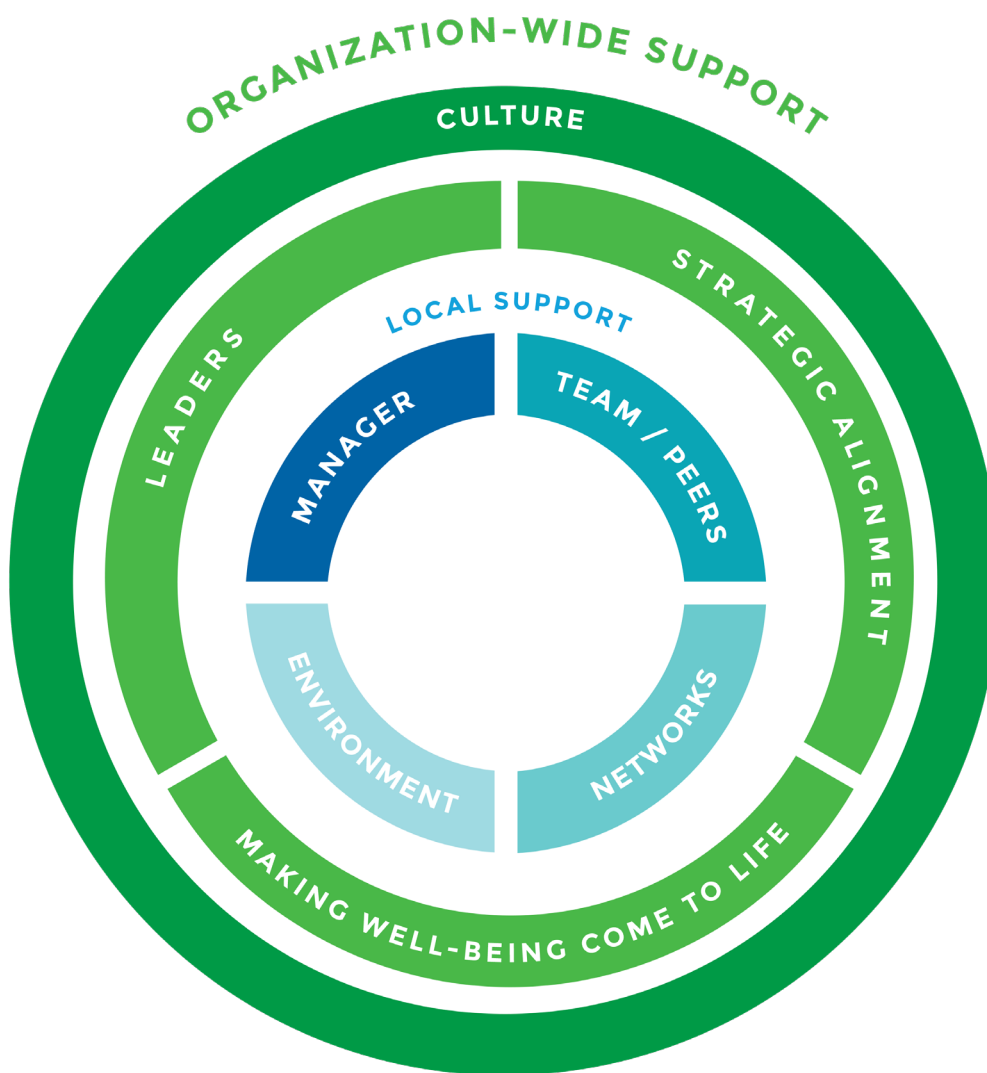 ORGANIZATION-WIDE SUPPORT
CULTURE
LEADERS
STRATEGIC ALIGNMENT
LOCAL SUPPORT
MANAGER
TEAM / PEERS
ENVIRONMENT
NETWORKS
MAKING WELL-BEING COME TO LIFE